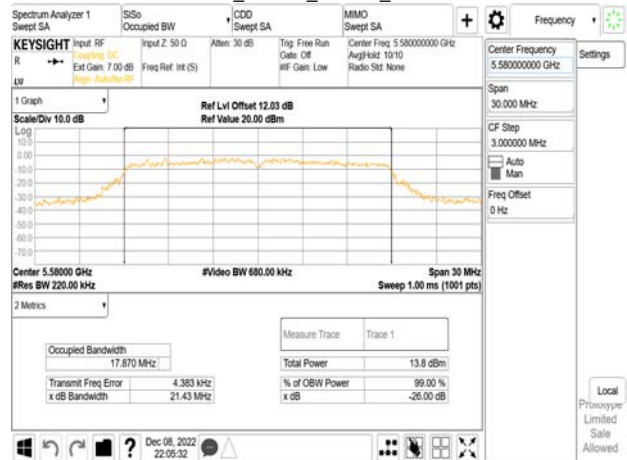 Spectrum Analyzer 1
Swept SA
SISo
Occupied BW
CDD
Swept SA
MIMO
Swept SA
+
Frequency
KEYSIGHT
Input: RF
Coupling: DC
Ext Gain: 7.00 dB
Align: Auto/No RF
Input Z: 50 Ω
Freq Ref: Int (S)
Atten: 30 dB
Trig: Free Run
Gate: Off
#IF Gain: Low
Center Freq: 5.580000000 GHz
Avg|Hold: 10/10
Radio Std: None
R
Center Frequency
5.580000000 GHz
Settings
Span
30.000 MHz
CF Step
3.000000 MHz
Auto
Man
Freq Offset
0 Hz
1 Graph
Scale/Div 10.0 dB
Ref Lvl Offset 12.03 dB
Ref Value 20.00 dBm
Log
10.0
0.00
-10.0
-20.0
-30.0
-40.0
-50.0
-60.0
-70.0
Center 5.58000 GHz
#Res BW 220.00 kHz
#Video BW 680.00 kHz
Span 30 MHz
Sweep 1.00 ms (1001 pts)
2 Metrics
Measure Trace
Trace 1
Occupied Bandwidth
17.870 MHz
Total Power
13.8 dBm
Transmit Freq Error
4.383 kHz
% of OBW Power
99.00 %
x dB Bandwidth
21.43 MHz
x dB
-26.00 dB
Local
Prototype
Limited
Sale
Allowed
?
Dec 08, 2022
22:05:32